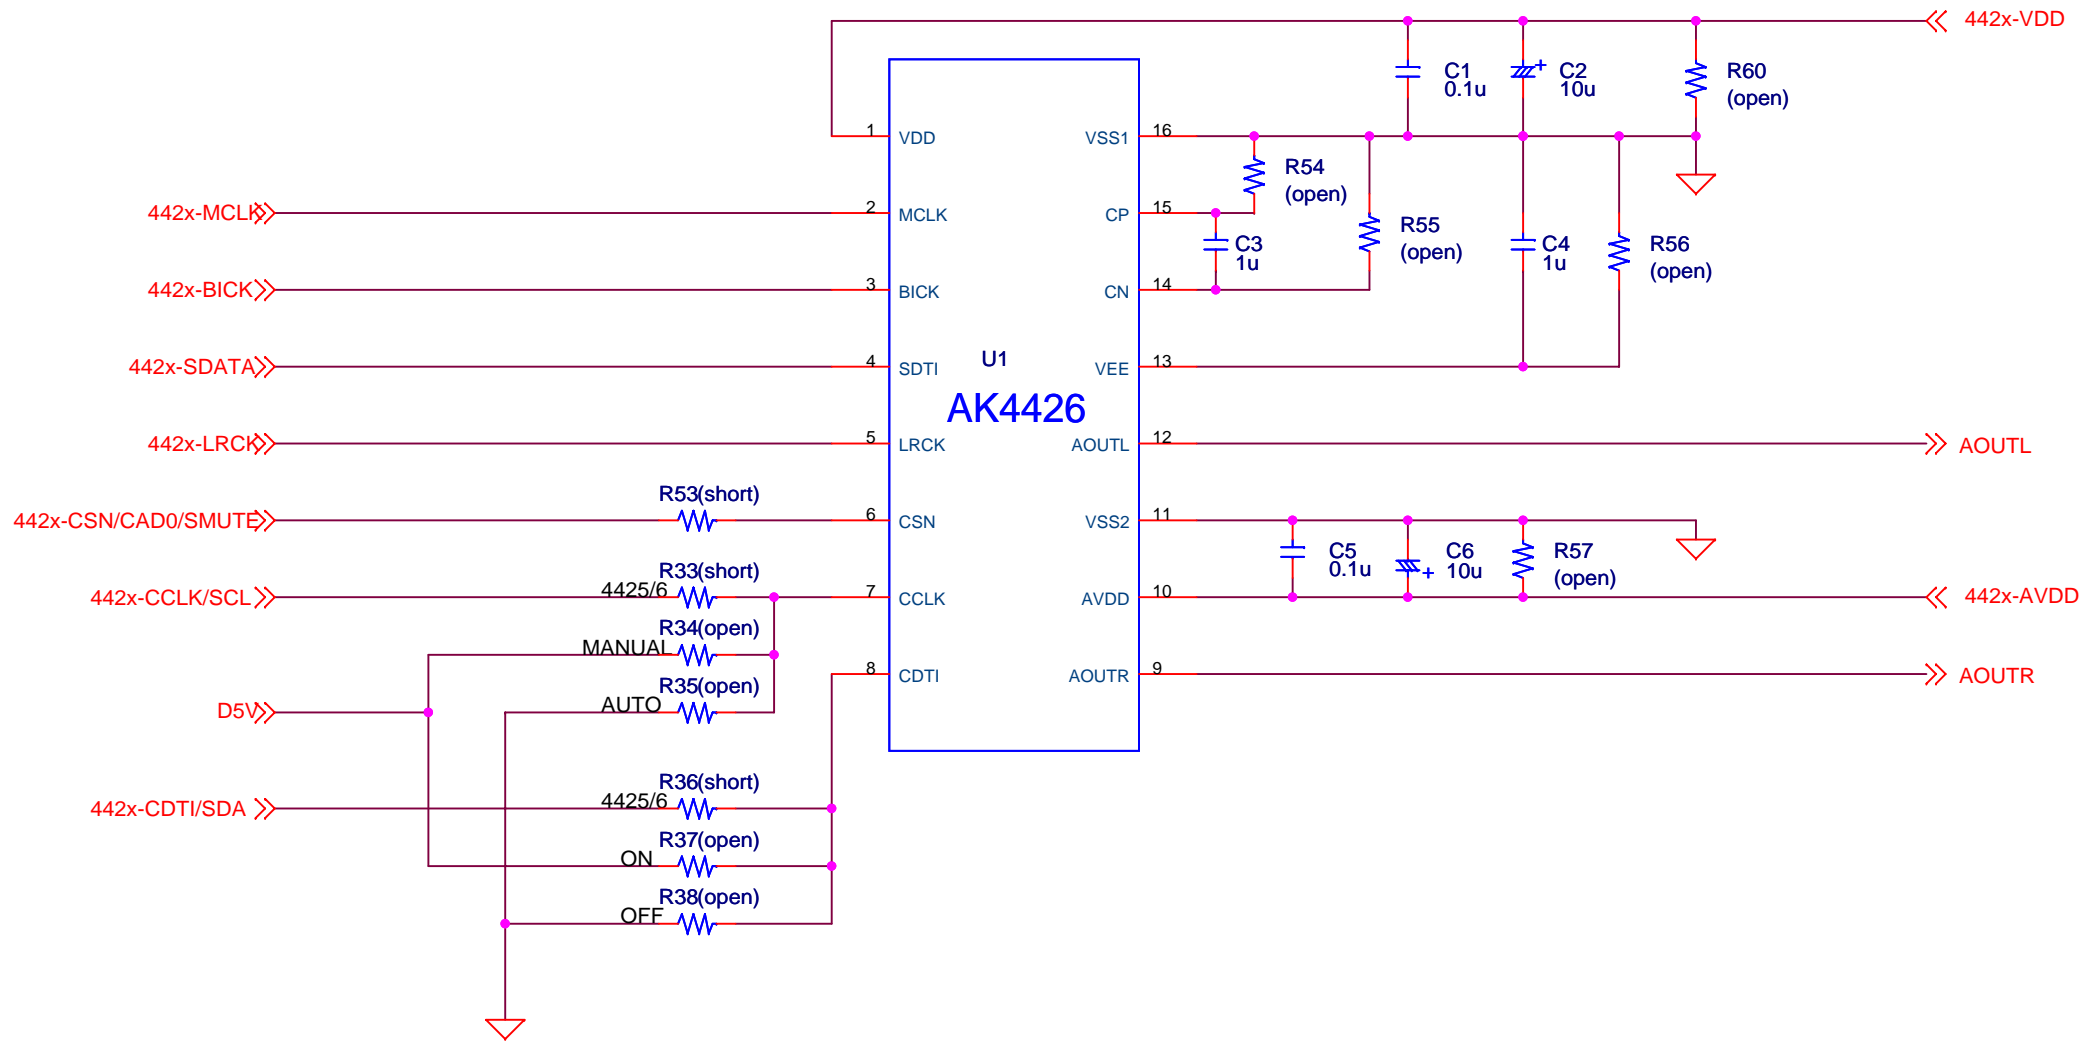 442x-VDD
C1
0.1u
C2
10u
R60
(open)
1
VDD
VSS1
16
R54
(open)
442x-MCLK
2
MCLK
CP
15
C3
1u
R55
(open)
C4
1u
R56
(open)
442x-BICK
3
BICK
CN
14
442x-SDATA
4
SDTI
U1
VEE
13
AK4426
442x-LRCK
5
LRCK
AOUTL
12
AOUTL
R53(short)
442x-CSN/CAD0/SMUTE
6
CSN
VSS2
11
C5
0.1u
C6
10u
R57
(open)
R33(short)
442x-CCLK/SCL
4425/6
7
CCLK
AVDD
10
442x-AVDD
R34(open)
MANUAL
8
CDTI
AOUTR
9
AOUTR
R35(open)
D5V
AUTO
R36(short)
442x-CDTI/SDA
4425/6
R37(open)
ON
R38(open)
OFF
+
+